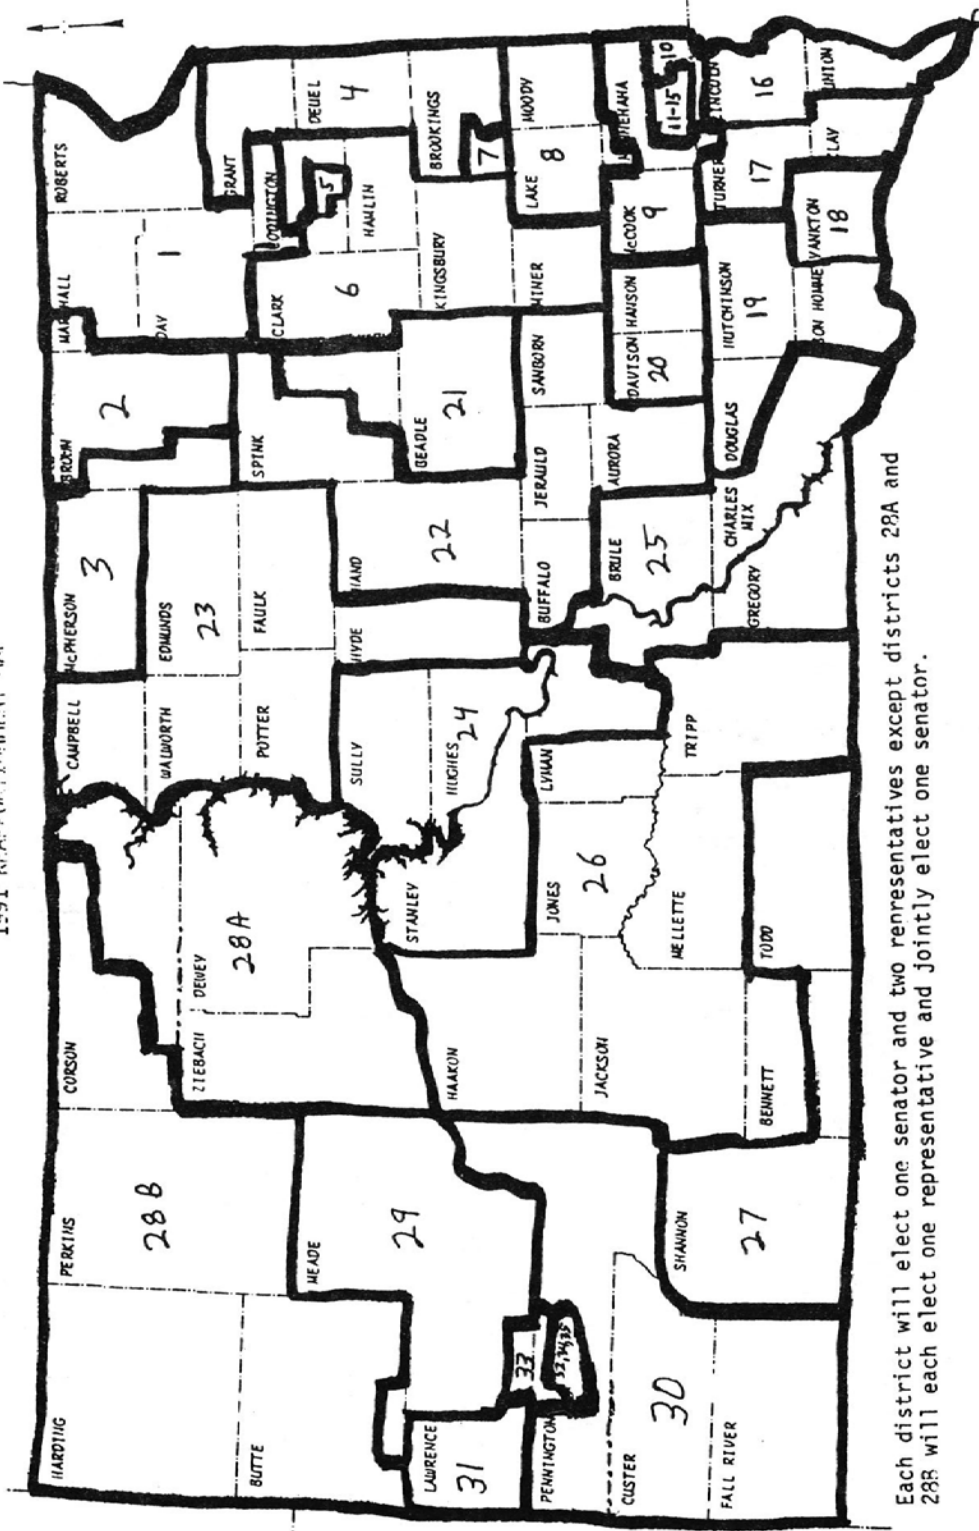 HARDING
PERKINS
CORSON
CAMPBELL
McPHERSON
3
BROWN
2
MARSHALL
ROBERTS
28B
WALWORTH
EDMUNDS
23
DAY
1
GRANT
BUTTE
ZIEBACH
DEWEY
28A
POTTER
FAULK
SPINK
CLARK
6
CODINGTON
5
HAMLIN
DEUEL
4
MEADE
29
SULLY
HYDE
HAND
22
BEADLE
21
KINGSBURY
BROOKINGS
7
LAWRENCE
31
33
HAAKON
STANLEY
HUGHES
24
BUFFALO
JERAULD
SANBORN
MINER
LAKE
8
MOODY
PENNINGTON
32,34,35
JACKSON
JONES
26
LYMAN
BRULE
25
AURORA
DAVISON
20
HANSON
McCOOK
9
MINNEHAHA
11-15
10
CUSTER
30
SHANNON
27
MELLETTE
TRIPP
GREGORY
CHARLES
MIX
DOUGLAS
HUTCHINSON
19
TURNER
17
LINCOLN
16
FALL RIVER
BENNETT
TODD
BON HOMME
YANKTON
18
CLAY
UNION
Each district will elect one senator and two representatives except districts 28A and
28B will each elect one representative and jointly elect one senator.